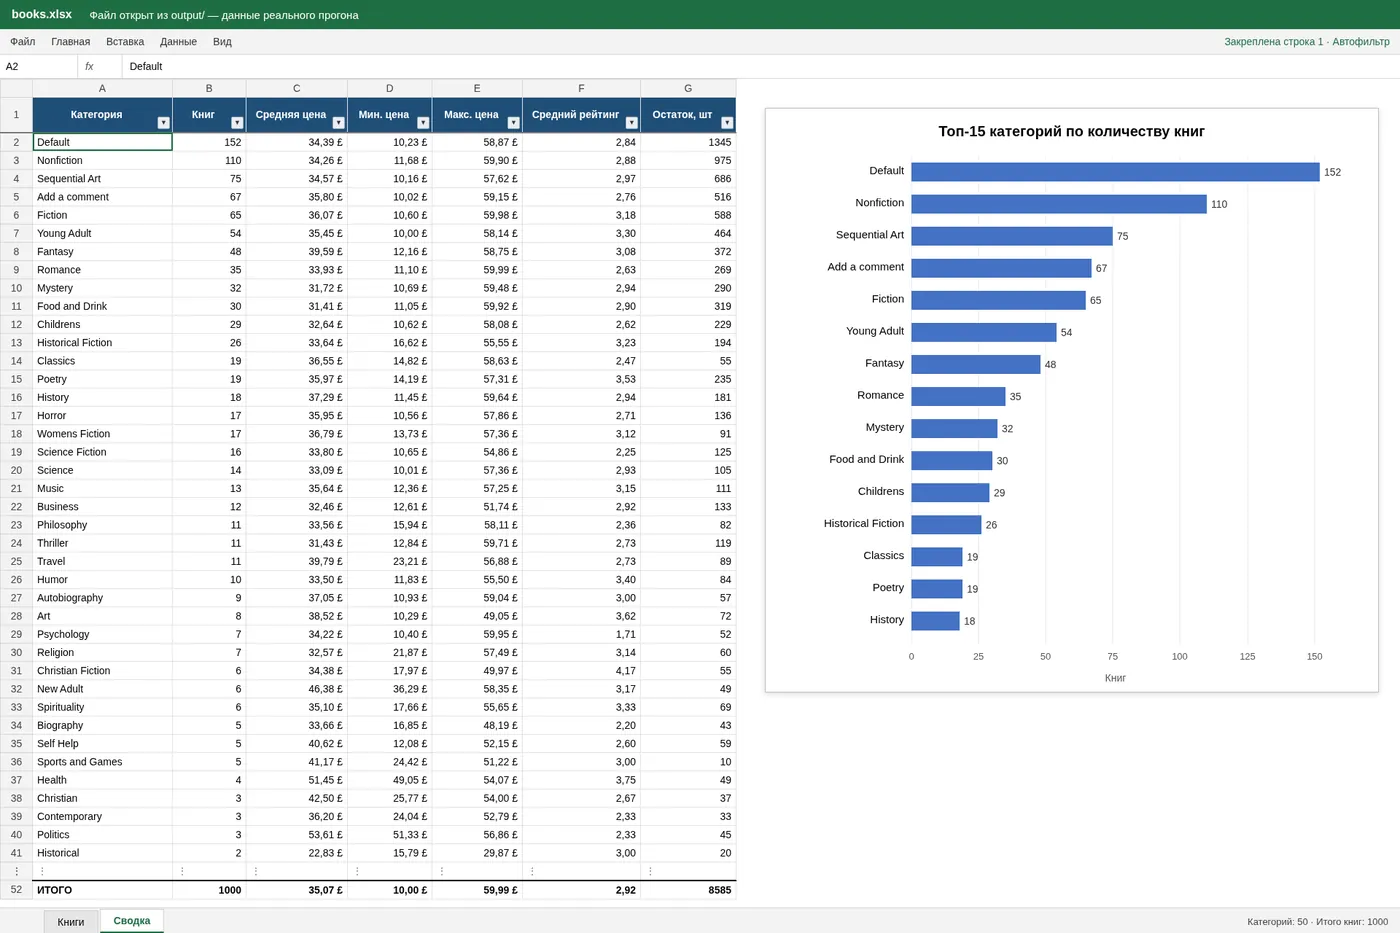 books.xlsx Файл открыт из output/ — данные реального прогона
Файл Главная Вставка Данные Вид Закреплена строка 1 · Автофильтр
A2 fx Default
A B C D E F G
1 Категория Книг Средняя цена Мин. цена Макс. цена Средний рейтинг Остаток, шт
2 Default 152 34,39 £ 10,23 £ 58,87 £ 2,84 1345
3 Nonfiction 110 34,26 £ 11,68 £ 59,90 £ 2,88 975
4 Sequential Art 75 34,57 £ 10,16 £ 57,62 £ 2,97 686
5 Add a comment 67 35,80 £ 10,02 £ 59,15 £ 2,76 516
6 Fiction 65 36,07 £ 10,60 £ 59,98 £ 3,18 588
7 Young Adult 54 35,45 £ 10,00 £ 58,14 £ 3,30 464
8 Fantasy 48 39,59 £ 12,16 £ 58,75 £ 3,08 372
9 Romance 35 33,93 £ 11,10 £ 59,99 £ 2,63 269
10 Mystery 32 31,72 £ 10,69 £ 59,48 £ 2,94 290
11 Food and Drink 30 31,41 £ 11,05 £ 59,92 £ 2,90 319
12 Childrens 29 32,64 £ 10,62 £ 58,08 £ 2,62 229
13 Historical Fiction 26 33,64 £ 16,62 £ 55,55 £ 3,23 194
14 Classics 19 36,55 £ 14,82 £ 58,63 £ 2,47 55
15 Poetry 19 35,97 £ 14,19 £ 57,31 £ 3,53 235
16 History 18 37,29 £ 11,45 £ 59,64 £ 2,94 181
17 Horror 17 35,95 £ 10,56 £ 57,86 £ 2,71 136
18 Womens Fiction 17 36,79 £ 13,73 £ 57,36 £ 3,12 91
19 Science Fiction 16 33,80 £ 10,65 £ 54,86 £ 2,25 125
20 Science 14 33,09 £ 10,01 £ 57,36 £ 2,93 105
21 Music 13 35,64 £ 12,36 £ 57,25 £ 3,15 111
22 Business 12 32,46 £ 12,61 £ 51,74 £ 2,92 133
23 Philosophy 11 33,56 £ 15,94 £ 58,11 £ 2,36 82
24 Thriller 11 31,43 £ 12,84 £ 59,71 £ 2,73 119
25 Travel 11 39,79 £ 23,21 £ 56,88 £ 2,73 89
26 Humor 10 33,50 £ 11,83 £ 55,50 £ 3,40 84
27 Autobiography 9 37,05 £ 10,93 £ 59,04 £ 3,00 57
28 Art 8 38,52 £ 10,29 £ 49,05 £ 3,62 72
29 Psychology 7 34,22 £ 10,40 £ 59,95 £ 1,71 52
30 Religion 7 32,57 £ 21,87 £ 57,49 £ 3,14 60
31 Christian Fiction 6 34,38 £ 17,97 £ 49,97 £ 4,17 55
32 New Adult 6 46,38 £ 36,29 £ 58,35 £ 3,17 49
33 Spirituality 6 35,10 £ 17,66 £ 55,65 £ 3,33 69
34 Biography 5 33,66 £ 16,85 £ 48,19 £ 2,20 43
35 Self Help 5 40,62 £ 12,08 £ 52,15 £ 2,60 59
36 Sports and Games 5 41,17 £ 24,42 £ 51,22 £ 3,00 10
37 Health 4 51,45 £ 49,05 £ 54,07 £ 3,75 49
38 Christian 3 42,50 £ 25,77 £ 54,00 £ 2,67 37
39 Contemporary 3 36,20 £ 24,04 £ 52,79 £ 2,33 33
40 Politics 3 53,61 £ 51,33 £ 56,86 £ 2,33 45
41 Historical 2 22,83 £ 15,79 £ 29,87 £ 3,00 20
⋮ ⋮ ⋮ ⋮ ⋮ ⋮ ⋮ ⋮
52 ИТОГО 1000 35,07 £ 10,00 £ 59,99 £ 2,92 8585
Топ-15 категорий по количеству книг
Default 152
Nonfiction 110
Sequential Art 75
Add a comment 67
Fiction 65
Young Adult 54
Fantasy 48
Romance 35
Mystery 32
Food and Drink 30
Childrens 29
Historical Fiction 26
Classics 19
Poetry 19
History 18
0 25 50 75 100 125 150
Книг
Книги Сводка Категорий: 50 · Итого книг: 1000